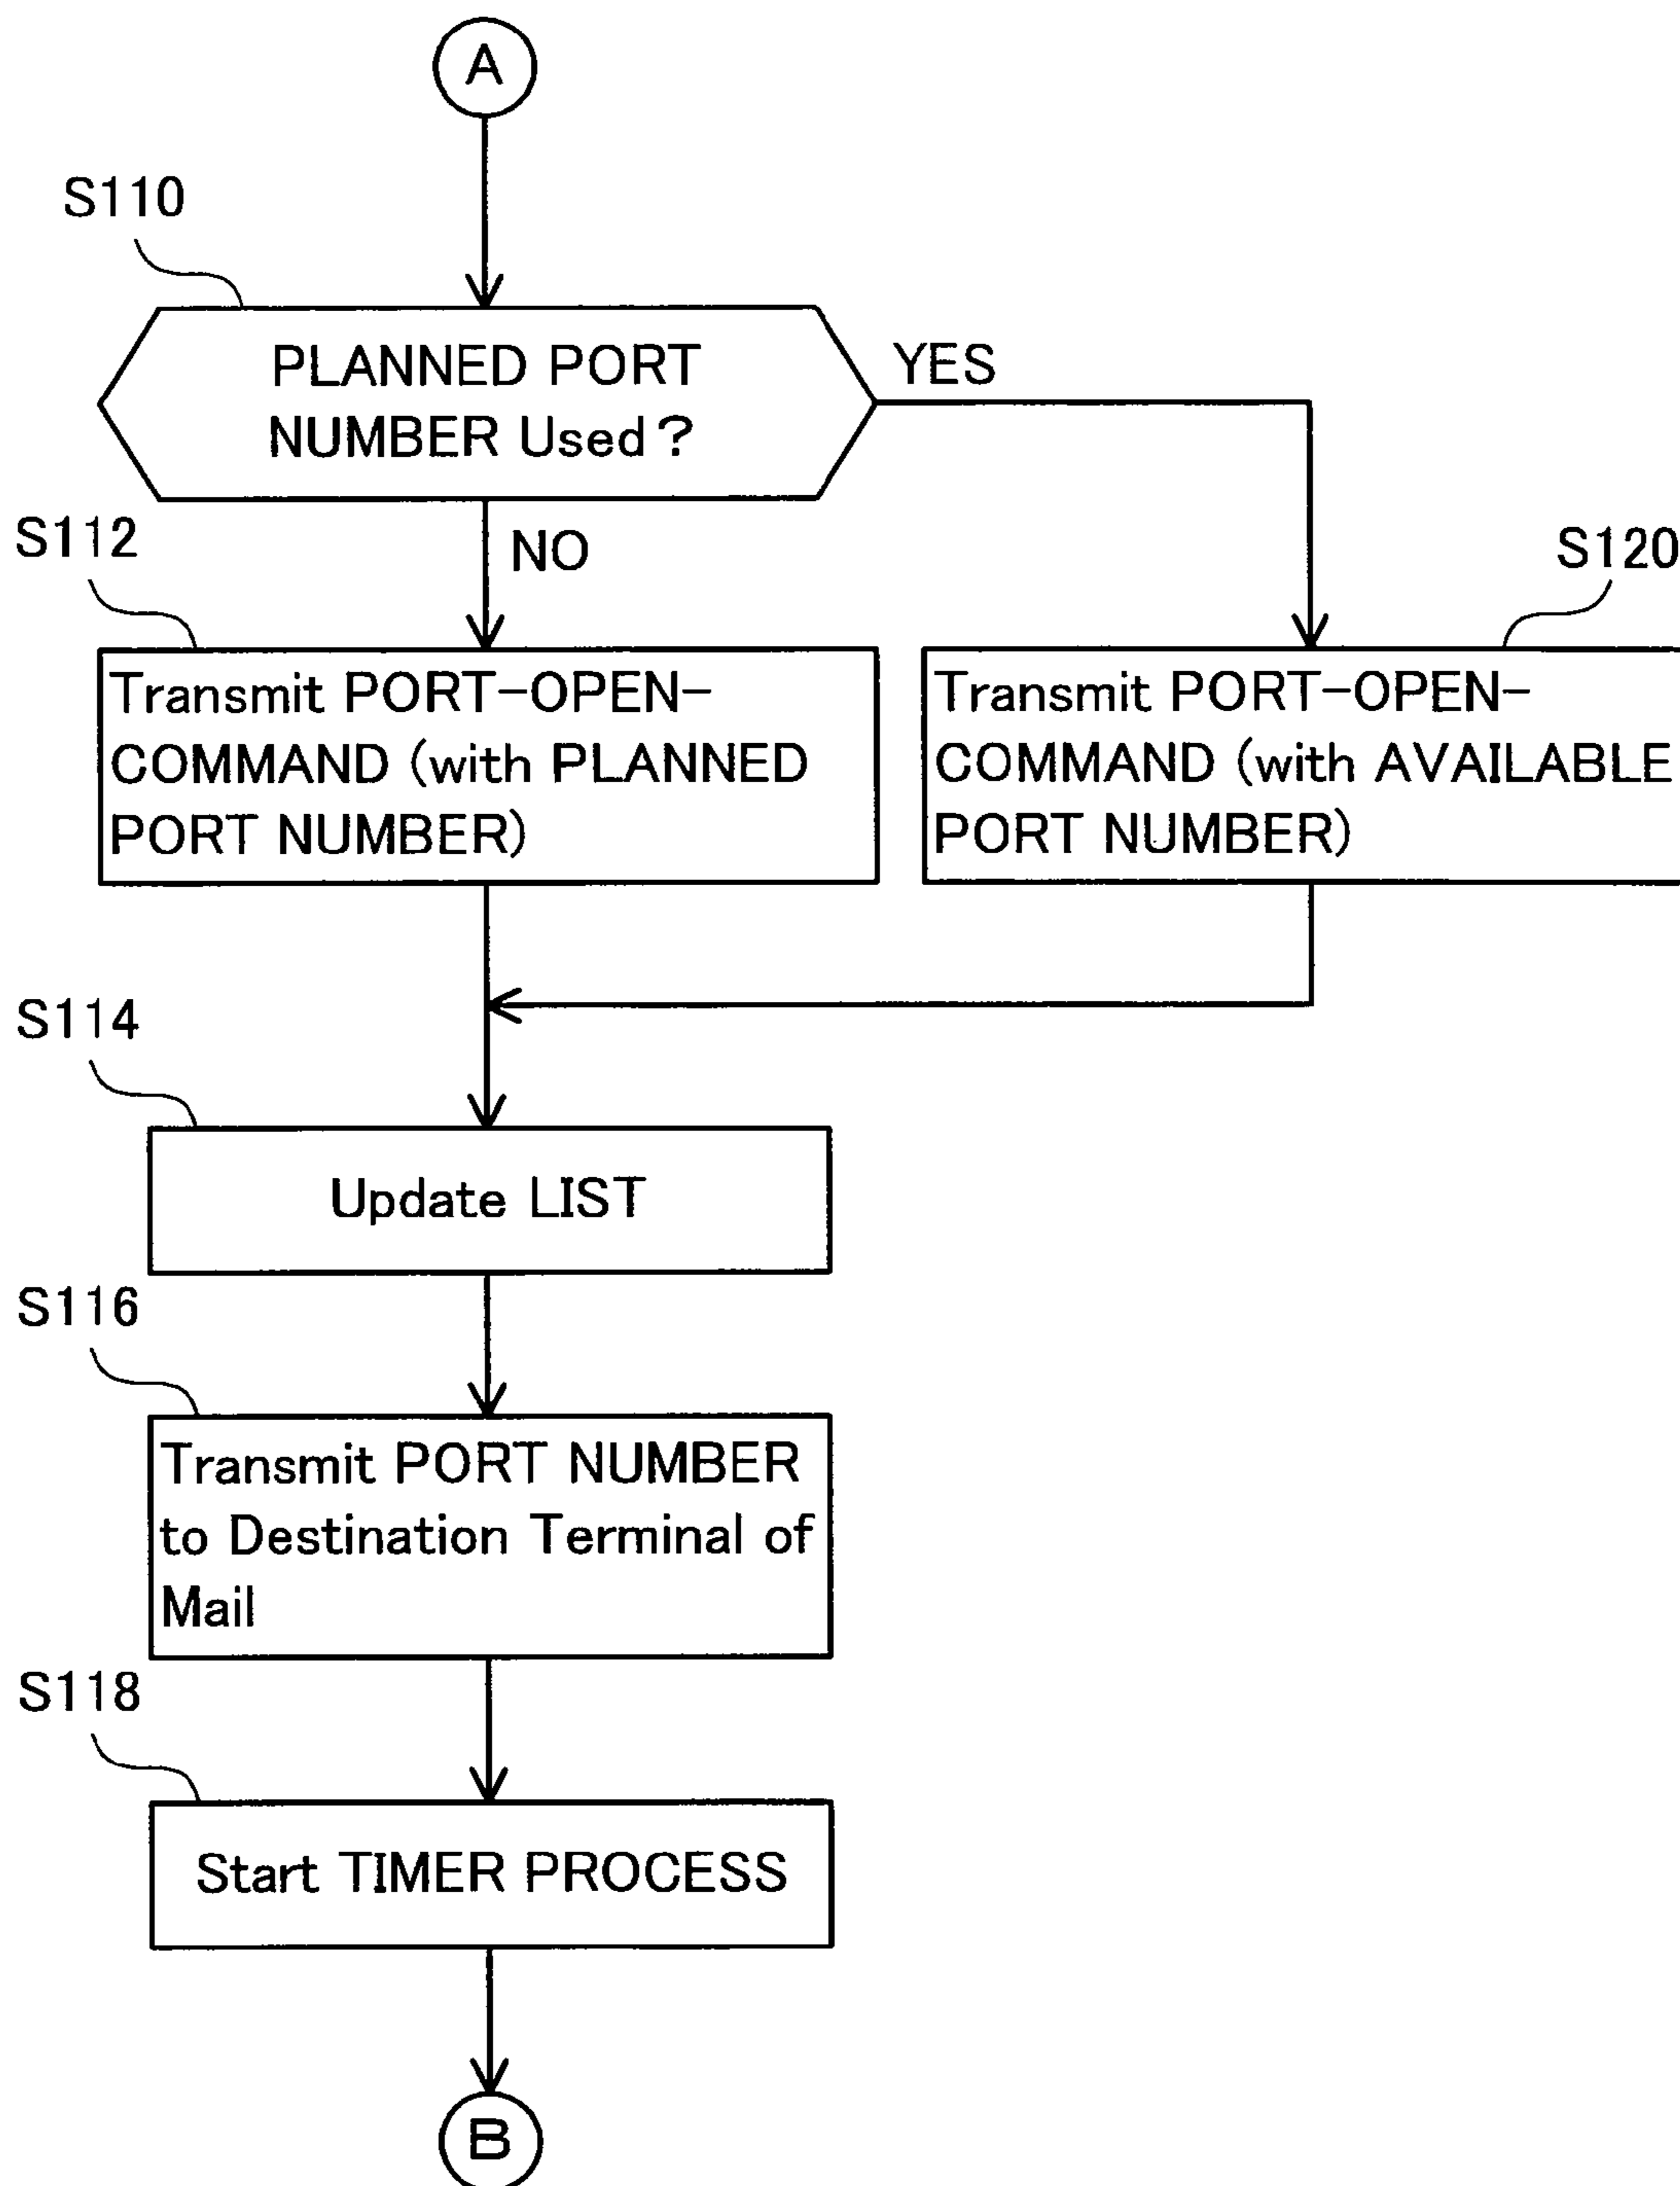 A
S110
PLANNED PORT
NUMBER Used?
YES
NO
S112
Transmit PORT-OPEN-
COMMAND (with PLANNED
PORT NUMBER)
S120
Transmit PORT-OPEN-
COMMAND (with AVAILABLE
PORT NUMBER)
S114
Update LIST
S116
Transmit PORT NUMBER
to Destination Terminal of
Mail
S118
Start TIMER PROCESS
B